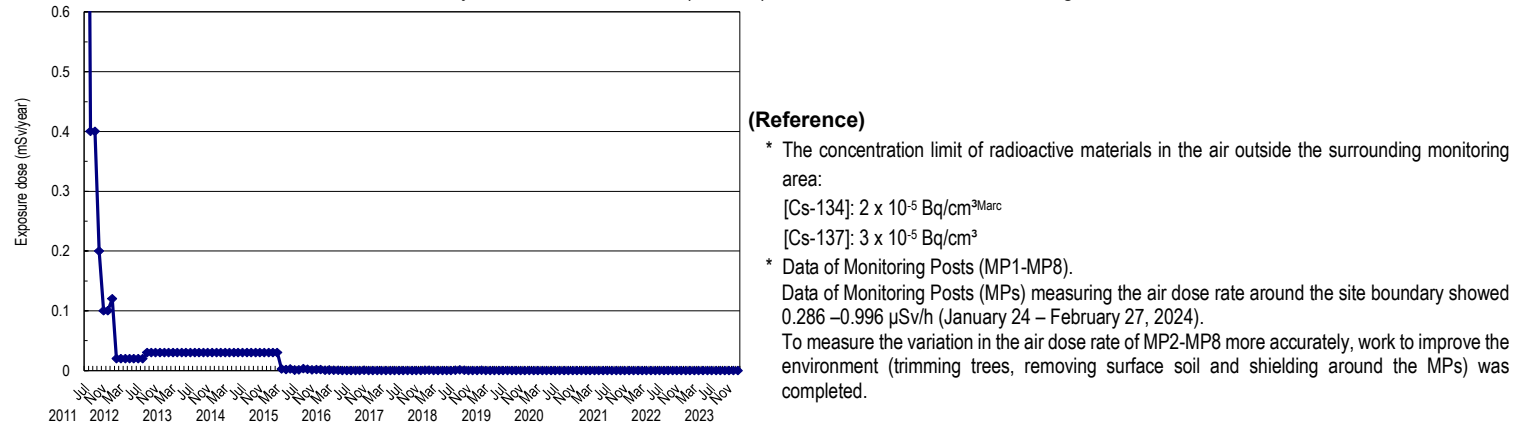 0.6
0.5
0.4
0.3
0.2
0.1
0
Exposure dose (mSv/year)
Jul Nov Mar Jul Nov Mar Jul Nov Mar Jul Nov Mar Jul Nov Mar Jul Nov Mar Jul Nov Mar Jul Nov Mar Jul Nov Mar Jul Nov Mar Jul Nov Mar Jul Nov Mar Jul Nov
2011 2012 2013 2014 2015 2016 2017 2018 2019 2020 2021 2022 2023
(Reference)
* The concentration limit of radioactive materials in the air outside the surrounding monitoring
area:
[Cs-134]: 2 x 10-5 Bq/cm³Marc
[Cs-137]: 3 x 10-5 Bq/cm³
* Data of Monitoring Posts (MP1-MP8).
Data of Monitoring Posts (MPs) measuring the air dose rate around the site boundary showed
0.286 –0.996 μSv/h (January 24 – February 27, 2024).
To measure the variation in the air dose rate of MP2-MP8 more accurately, work to improve the
environment (trimming trees, removing surface soil and shielding around the MPs) was
completed.